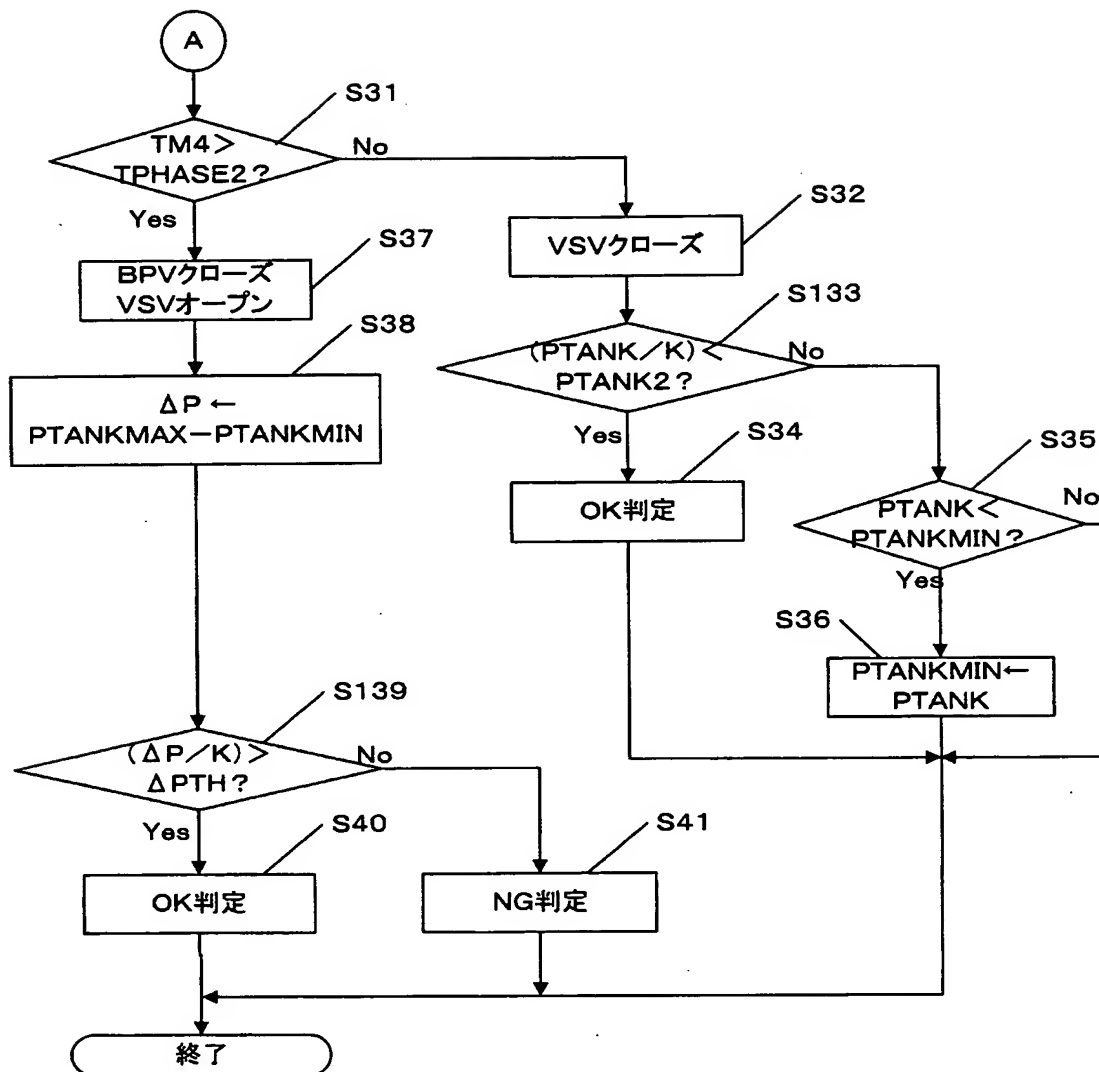 A
S31
TM4>
TPHASE2?
No
Yes
S32
VSVクローズ
S37
BPVクローズ
VSVオープン
S133
(PTANK/K)<
PTANK2?
No
Yes
S38
ΔP←
PTANKMAX-PTANKMIN
S34
OK判定
S35
PTANK<
PTANKMIN?
No
Yes
S36
PTANKMIN←
PTANK
S139
(ΔP/K)>
ΔPTH?
No
Yes
S40
OK判定
S41
NG判定
終了